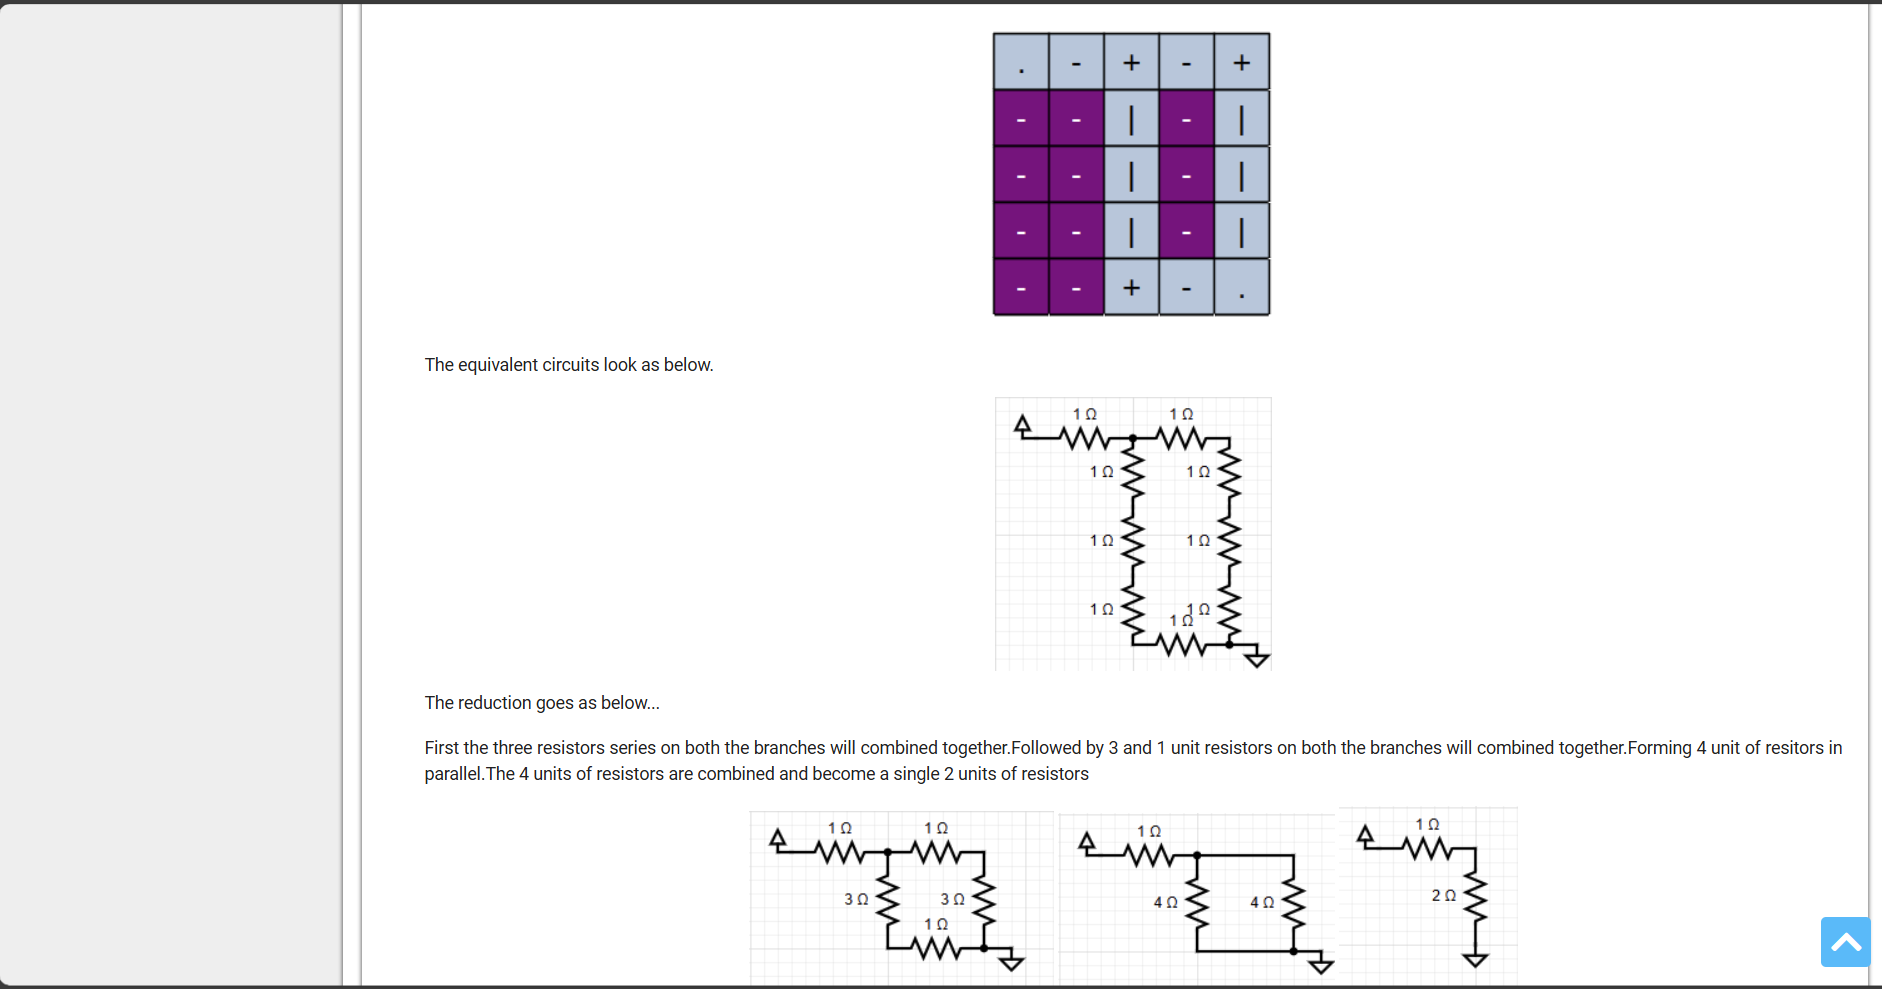 . - + - +
- - | - |
- - | - |
- - | - |
- - + - .
The equivalent circuits look as below.
1 Ω 1 Ω
1 Ω 1 Ω
1 Ω 1 Ω
1 Ω 1 Ω
1 Ω
The reduction goes as below...
First the three resistors series on both the branches will combined together.Followed by 3 and 1 unit resistors on both the branches will combined together.Forming 4 unit of resitors in
parallel.The 4 units of resistors are combined and become a single 2 units of resistors
1 Ω 1 Ω
3 Ω 3 Ω
1 Ω
1 Ω
4 Ω 4 Ω
1 Ω
2 Ω